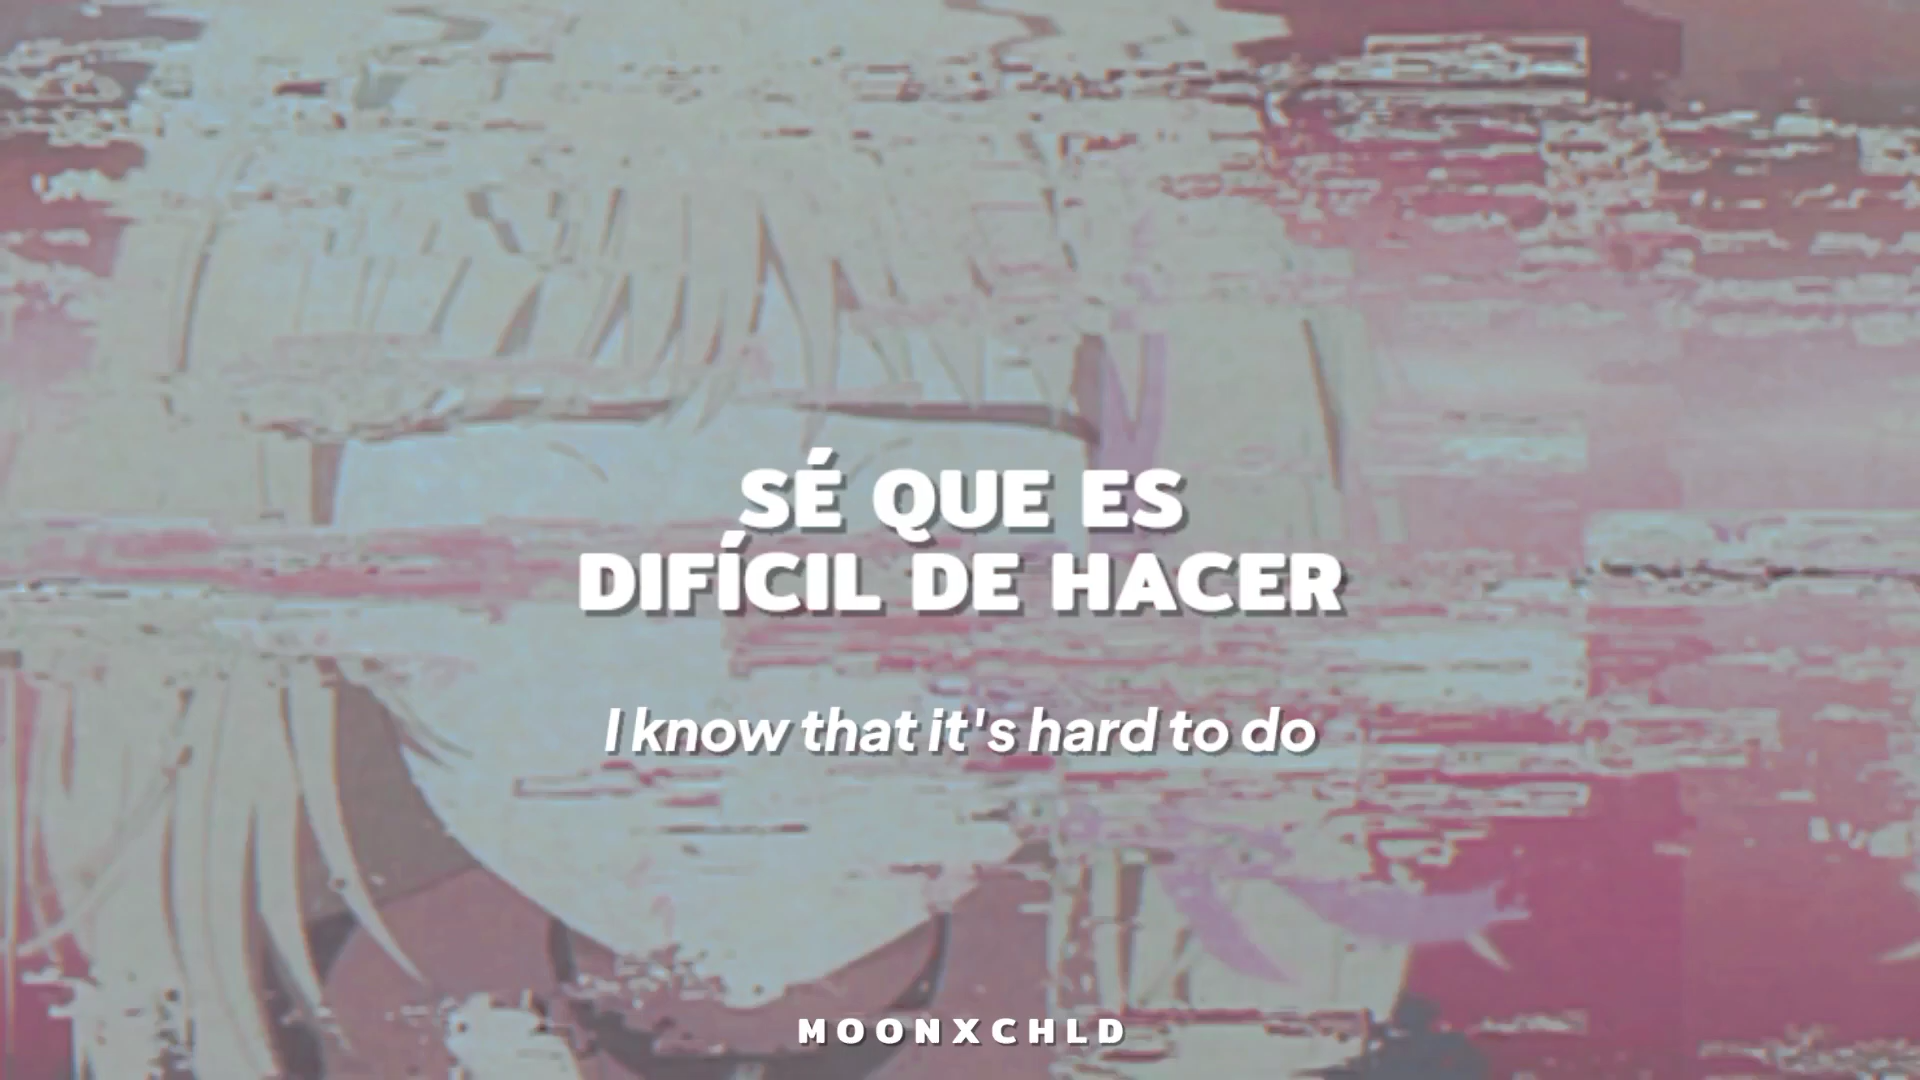 SÉ QUE ES
DIFÍCIL DE HACER
I know that it's hard to do
MOONXCHLD